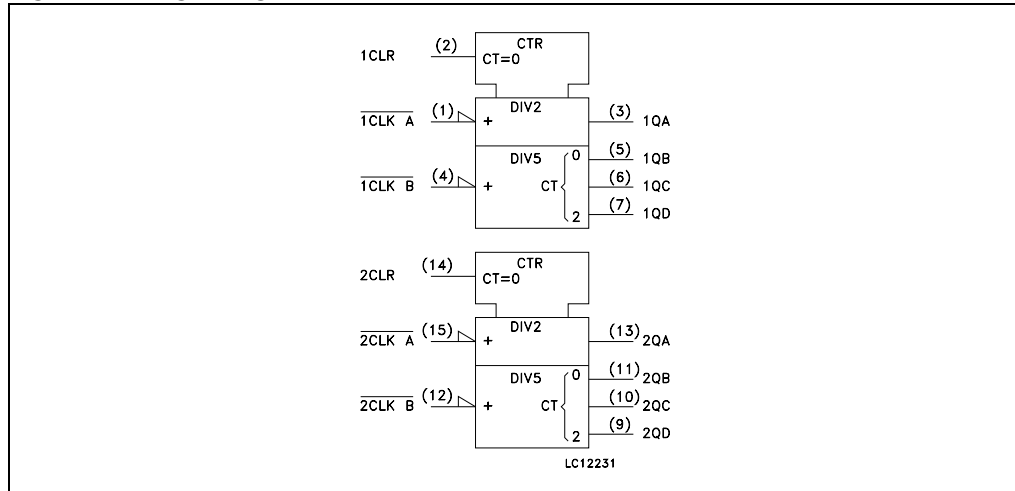 CTR
1CLR (2) CT=0
DIV2
1CLK A (1) + (3) 1QA
DIV5 0 (5) 1QB
1CLK B (4) + CT (6) 1QC
2 (7) 1QD
CTR
2CLR (14) CT=0
DIV2
2CLK A (15) + (13) 2QA
DIV5 0 (11) 2QB
2CLK B (12) + CT (10) 2QC
2 (9) 2QD
LC12231